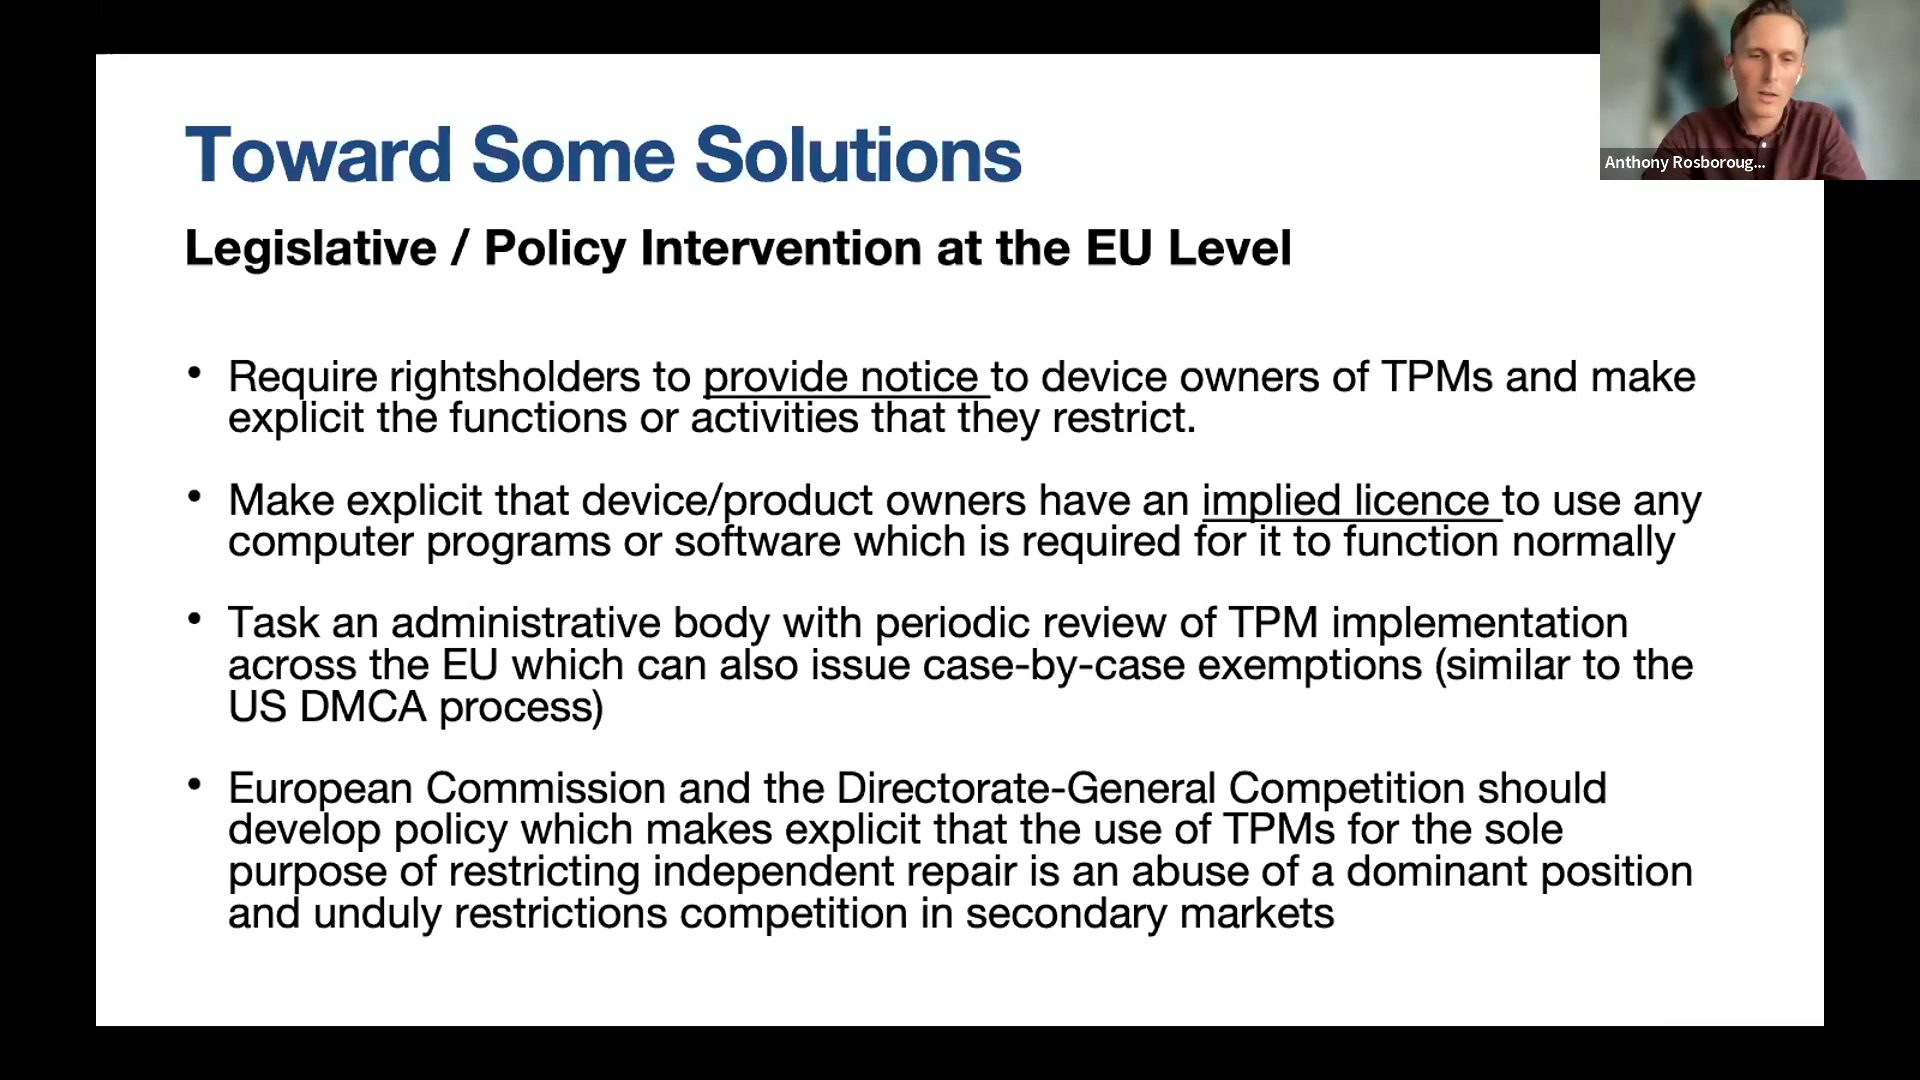 Toward Some Solutions
Anthony Rosboroug...
Legislative / Policy Intervention at the EU Level
• Require rightsholders to provide notice to device owners of TPMs and make
explicit the functions or activities that they restrict.
• Make explicit that device/product owners have an implied licence to use any
computer programs or software which is required for it to function normally
• Task an administrative body with periodic review of TPM implementation
across the EU which can also issue case-by-case exemptions (similar to the
US DMCA process)
• European Commission and the Directorate-General Competition should
develop policy which makes explicit that the use of TPMs for the sole
purpose of restricting independent repair is an abuse of a dominant position
and unduly restrictions competition in secondary markets